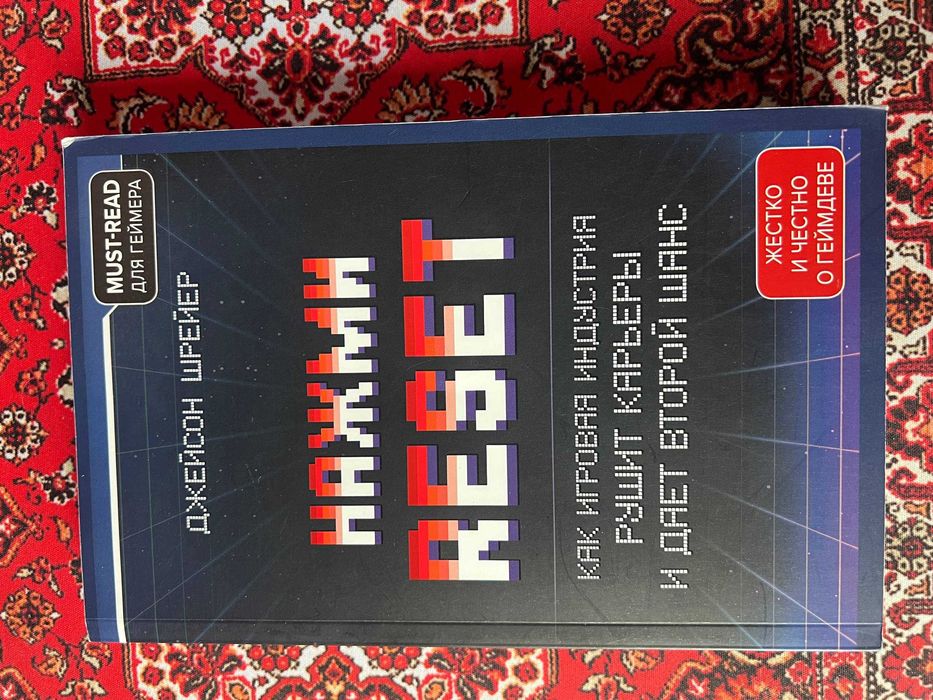 MUST-READ
ДЛЯ ГЕЙМЕРА
ДЖЕЙСОН ШРЕЙЕР
НАЖМИ
RESET
КАК ИГРОВАЯ ИНДУСТРИЯ
РУШИТ КАРЬЕРЫ
И ДАЕТ ВТОРОЙ ШАНС
ЖЕСТКО
И ЧЕСТНО
О ГЕЙМДЕВЕ